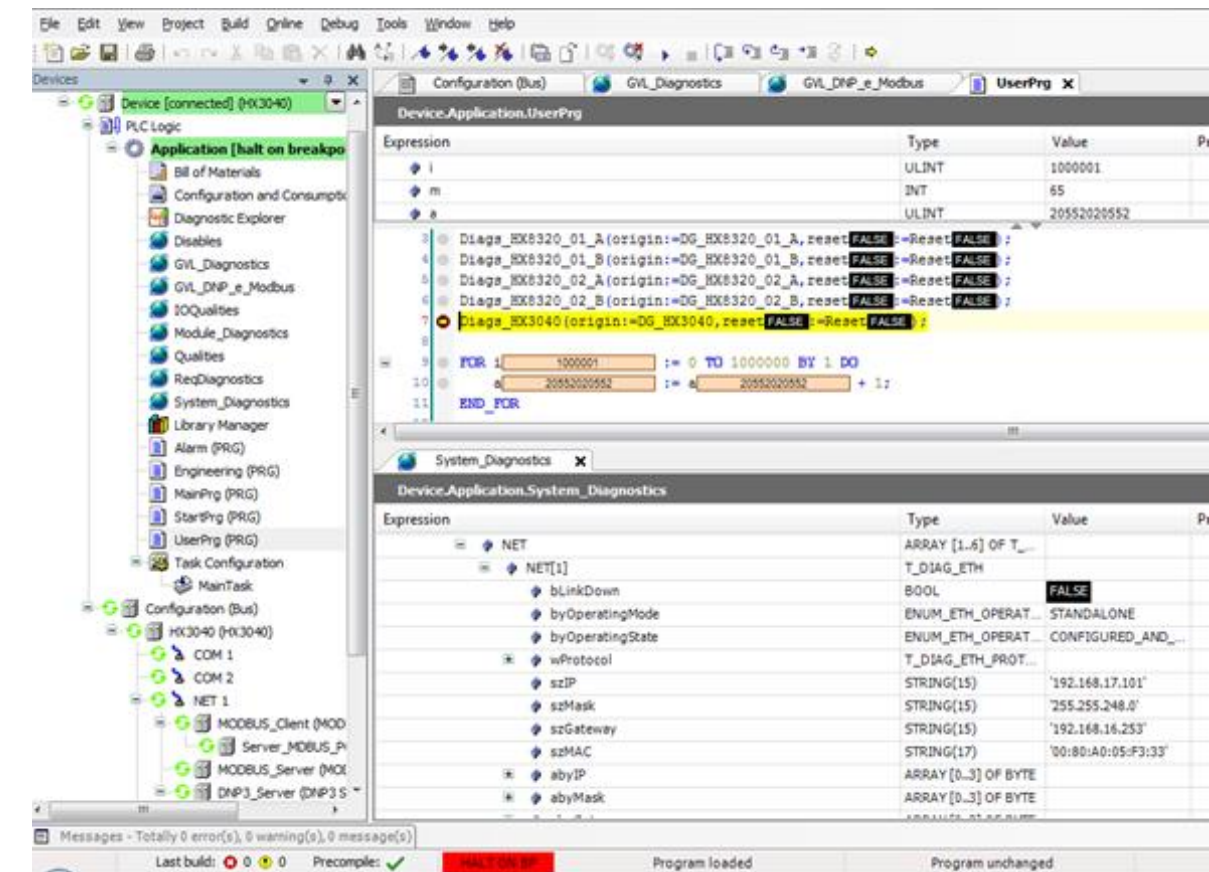 File Edit View Project Build Online Debug Tools Window Help
Devices
Device [connected] (HX3040)
PLC Logic
Application [halt on breakpo
Bill of Materials
Configuration and Consumptic
Diagnostic Explorer
Disables
GVL_Diagnostics
GVL_DNP_e_Modbus
IOQualities
Module_Diagnostics
Qualities
ReqDiagnostics
System_Diagnostics
Library Manager
Alarm (PRG)
Engineering (PRG)
MainPrg (PRG)
StartPrg (PRG)
UserPrg (PRG)
Task Configuration
MainTask
Configuration (Bus)
HX3040 (HX3040)
COM 1
COM 2
NET 1
MODBUS_Client (MOD
Server_MDBUS_P
MODBUS_Server (MOD
DNP3_Server (DNP3 S
Configuration (Bus) GVL_Diagnostics GVL_DNP_e_Modbus UserPrg
Device.Application.UserPrg
Expression Type Value P
i ULINT 1000001
m INT 65
a ULINT 20552020552
3 Diags_HX8320_01_A(origin:=DG_HX8320_01_A,reset FALSE :=Reset FALSE );
4 Diags_HX8320_01_B(origin:=DG_HX8320_01_B,reset FALSE :=Reset FALSE );
5 Diags_HX8320_02_A(origin:=DG_HX8320_02_A,reset FALSE :=Reset FALSE );
6 Diags_HX8320_02_B(origin:=DG_HX8320_02_B,reset FALSE :=Reset FALSE );
7 Diags_HX3040(origin:=DG_HX3040,reset FALSE :=Reset FALSE );
8
9 FOR i 1000001 := 0 TO 1000000 BY 1 DO
10 a 20552020552 := a 20552020552 + 1;
11 END_FOR
System_Diagnostics
Device.Application.System_Diagnostics
Expression Type Value P
NET ARRAY [1..6] OF T_...
NET[1] T_DIAG_ETH
bLinkDown BOOL FALSE
byOperatingMode ENUM_ETH_OPERAT... STANDALONE
byOperatingState ENUM_ETH_OPERAT... CONFIGURED_AND_...
wProtocol T_DIAG_ETH_PROT...
szIP STRING(15) '192.168.17.101'
szMask STRING(15) '255.255.248.0'
szGateway STRING(15) '192.168.16.253'
szMAC STRING(17) '00:80:A0:05:F3:33'
abyIP ARRAY [0..3] OF BYTE
abyMask ARRAY [0..3] OF BYTE
Messages - Totally 0 error(s), 0 warning(s), 0 message(s)
Last build: 0 0 Precompile: HALT ON BP Program loaded Program unchanged